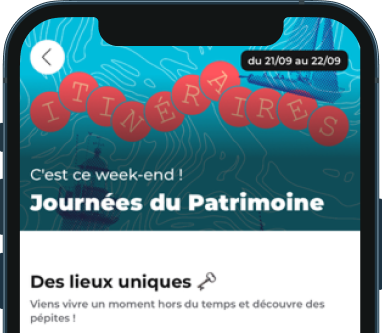 du 21/09 au 22/09
ITINÉRAIRES
C'est ce week-end !
Journées du Patrimoine
Des lieux uniques
Viens vivre un moment hors du temps et découvre des
pépites !